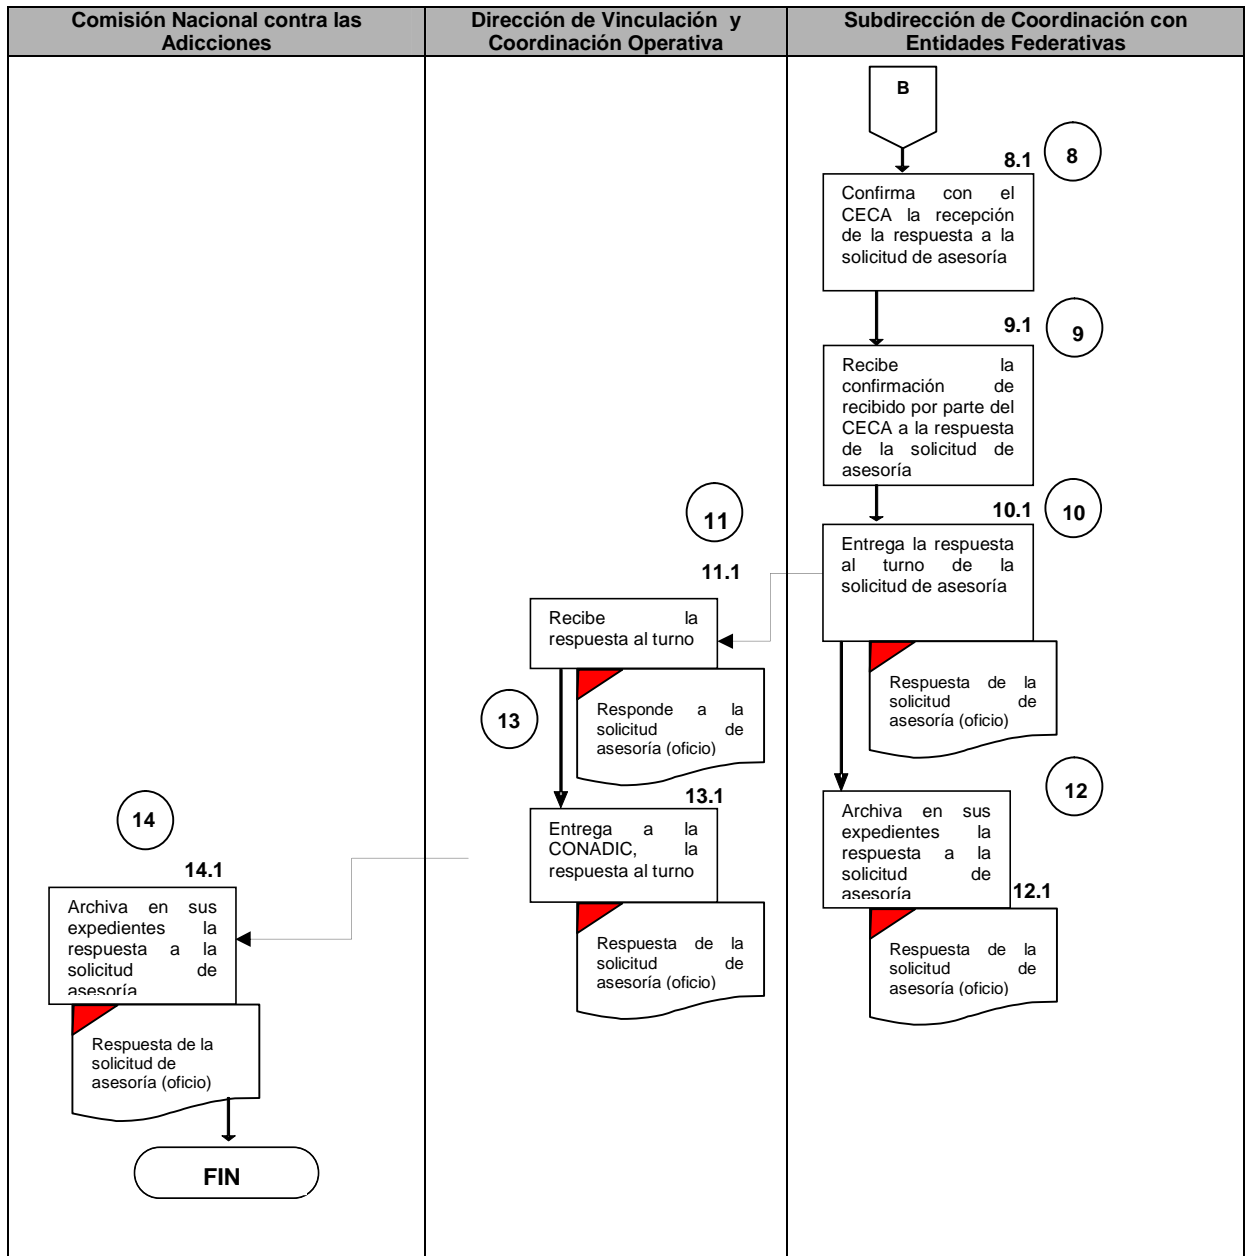 Comisión Nacional contra las
Adicciones
Dirección de Vinculación y
Coordinación Operativa
Subdirección de Coordinación con
Entidades Federativas
B
8.1
8
Confirma con el
CECA la recepción
de la respuesta a la
solicitud de asesoría
9.1
9
Recibe la
confirmación de
recibido por parte del
CECA a la respuesta
de la solicitud de
asesoría
10.1
10
Entrega la respuesta
al turno de la
solicitud de asesoría
Respuesta de la
solicitud de
asesoría (oficio)
11
11.1
Recibe la
respuesta al turno
Responde a la
solicitud de
asesoría (oficio)
12
Archiva en sus
expedientes la
respuesta a la
solicitud de
asesoría
12.1
Respuesta de la
solicitud de
asesoría (oficio)
13
13.1
Entrega a la
CONADIC, la
respuesta al turno
Respuesta de la
solicitud de
asesoría (oficio)
14
14.1
Archiva en sus
expedientes la
respuesta a la
solicitud de
asesoría
Respuesta de la
solicitud de
asesoría (oficio)
FIN